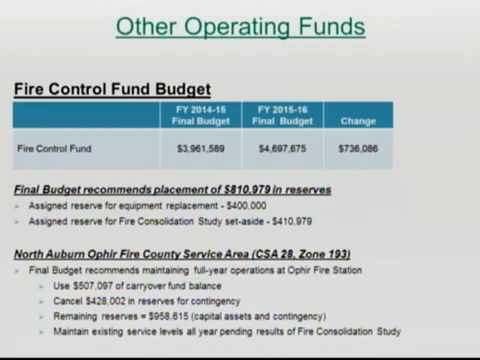 Other Operating Funds
Fire Control Fund Budget
FY 2014-15 FY 2015-16
Final Budget Final Budget Change
Fire Control Fund $3,961,589 $4,697,675 $736,086
Final Budget recommends placement of $810,979 in reserves
Assigned reserve for equipment replacement - $400,000
Assigned reserve for Fire Consolidation Study set-aside - $410,979
North Auburn Ophir Fire County Service Area (CSA 28, Zone 193)
Final Budget recommends maintaining full-year operations at Ophir Fire Station
Use $507,097 of carryover fund balance
Cancel $428,002 in reserves for contingency
Remaining reserves = $958,615 (capital assets and contingency)
Maintain existing service levels all year pending results of Fire Consolidation Study